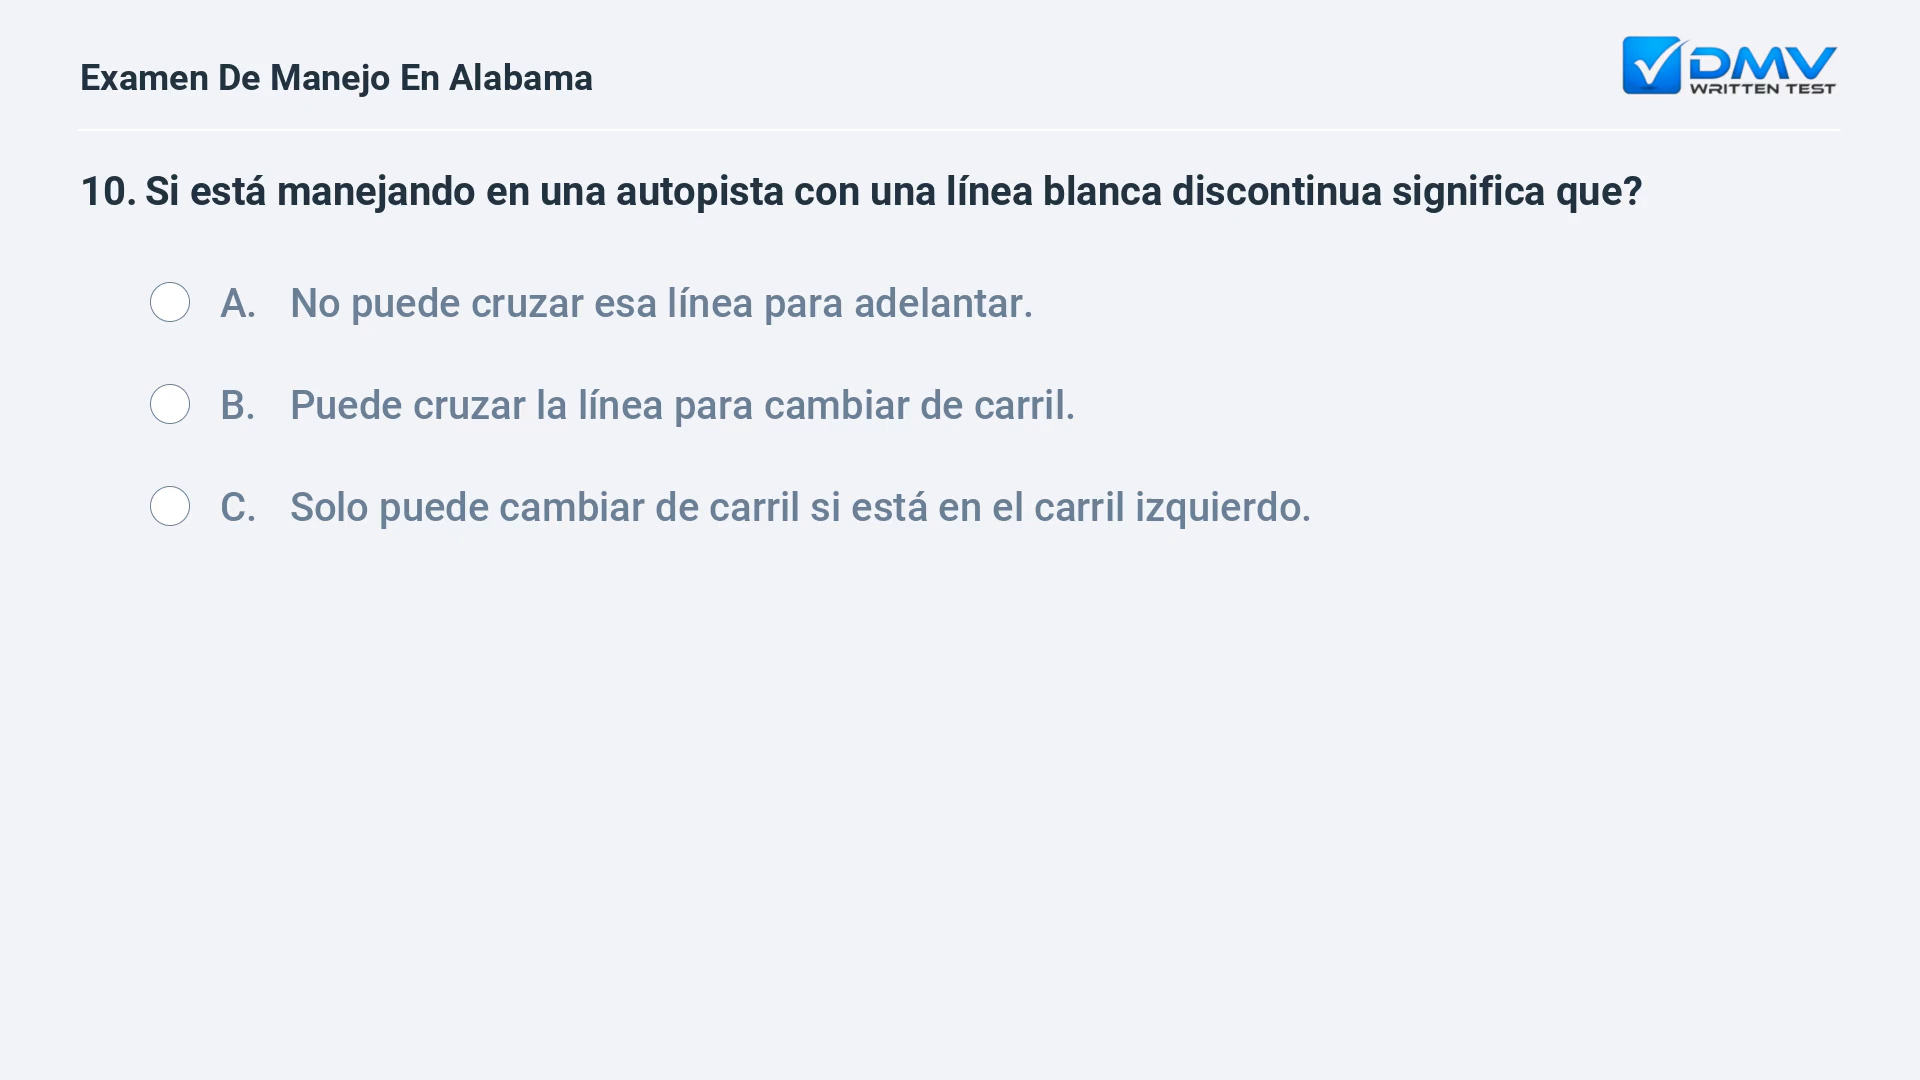 Examen De Manejo En Alabama
DMV
WRITTEN TEST
10. Si está manejando en una autopista con una línea blanca discontinua significa que?
A. No puede cruzar esa línea para adelantar.
B. Puede cruzar la línea para cambiar de carril.
C. Solo puede cambiar de carril si está en el carril izquierdo.